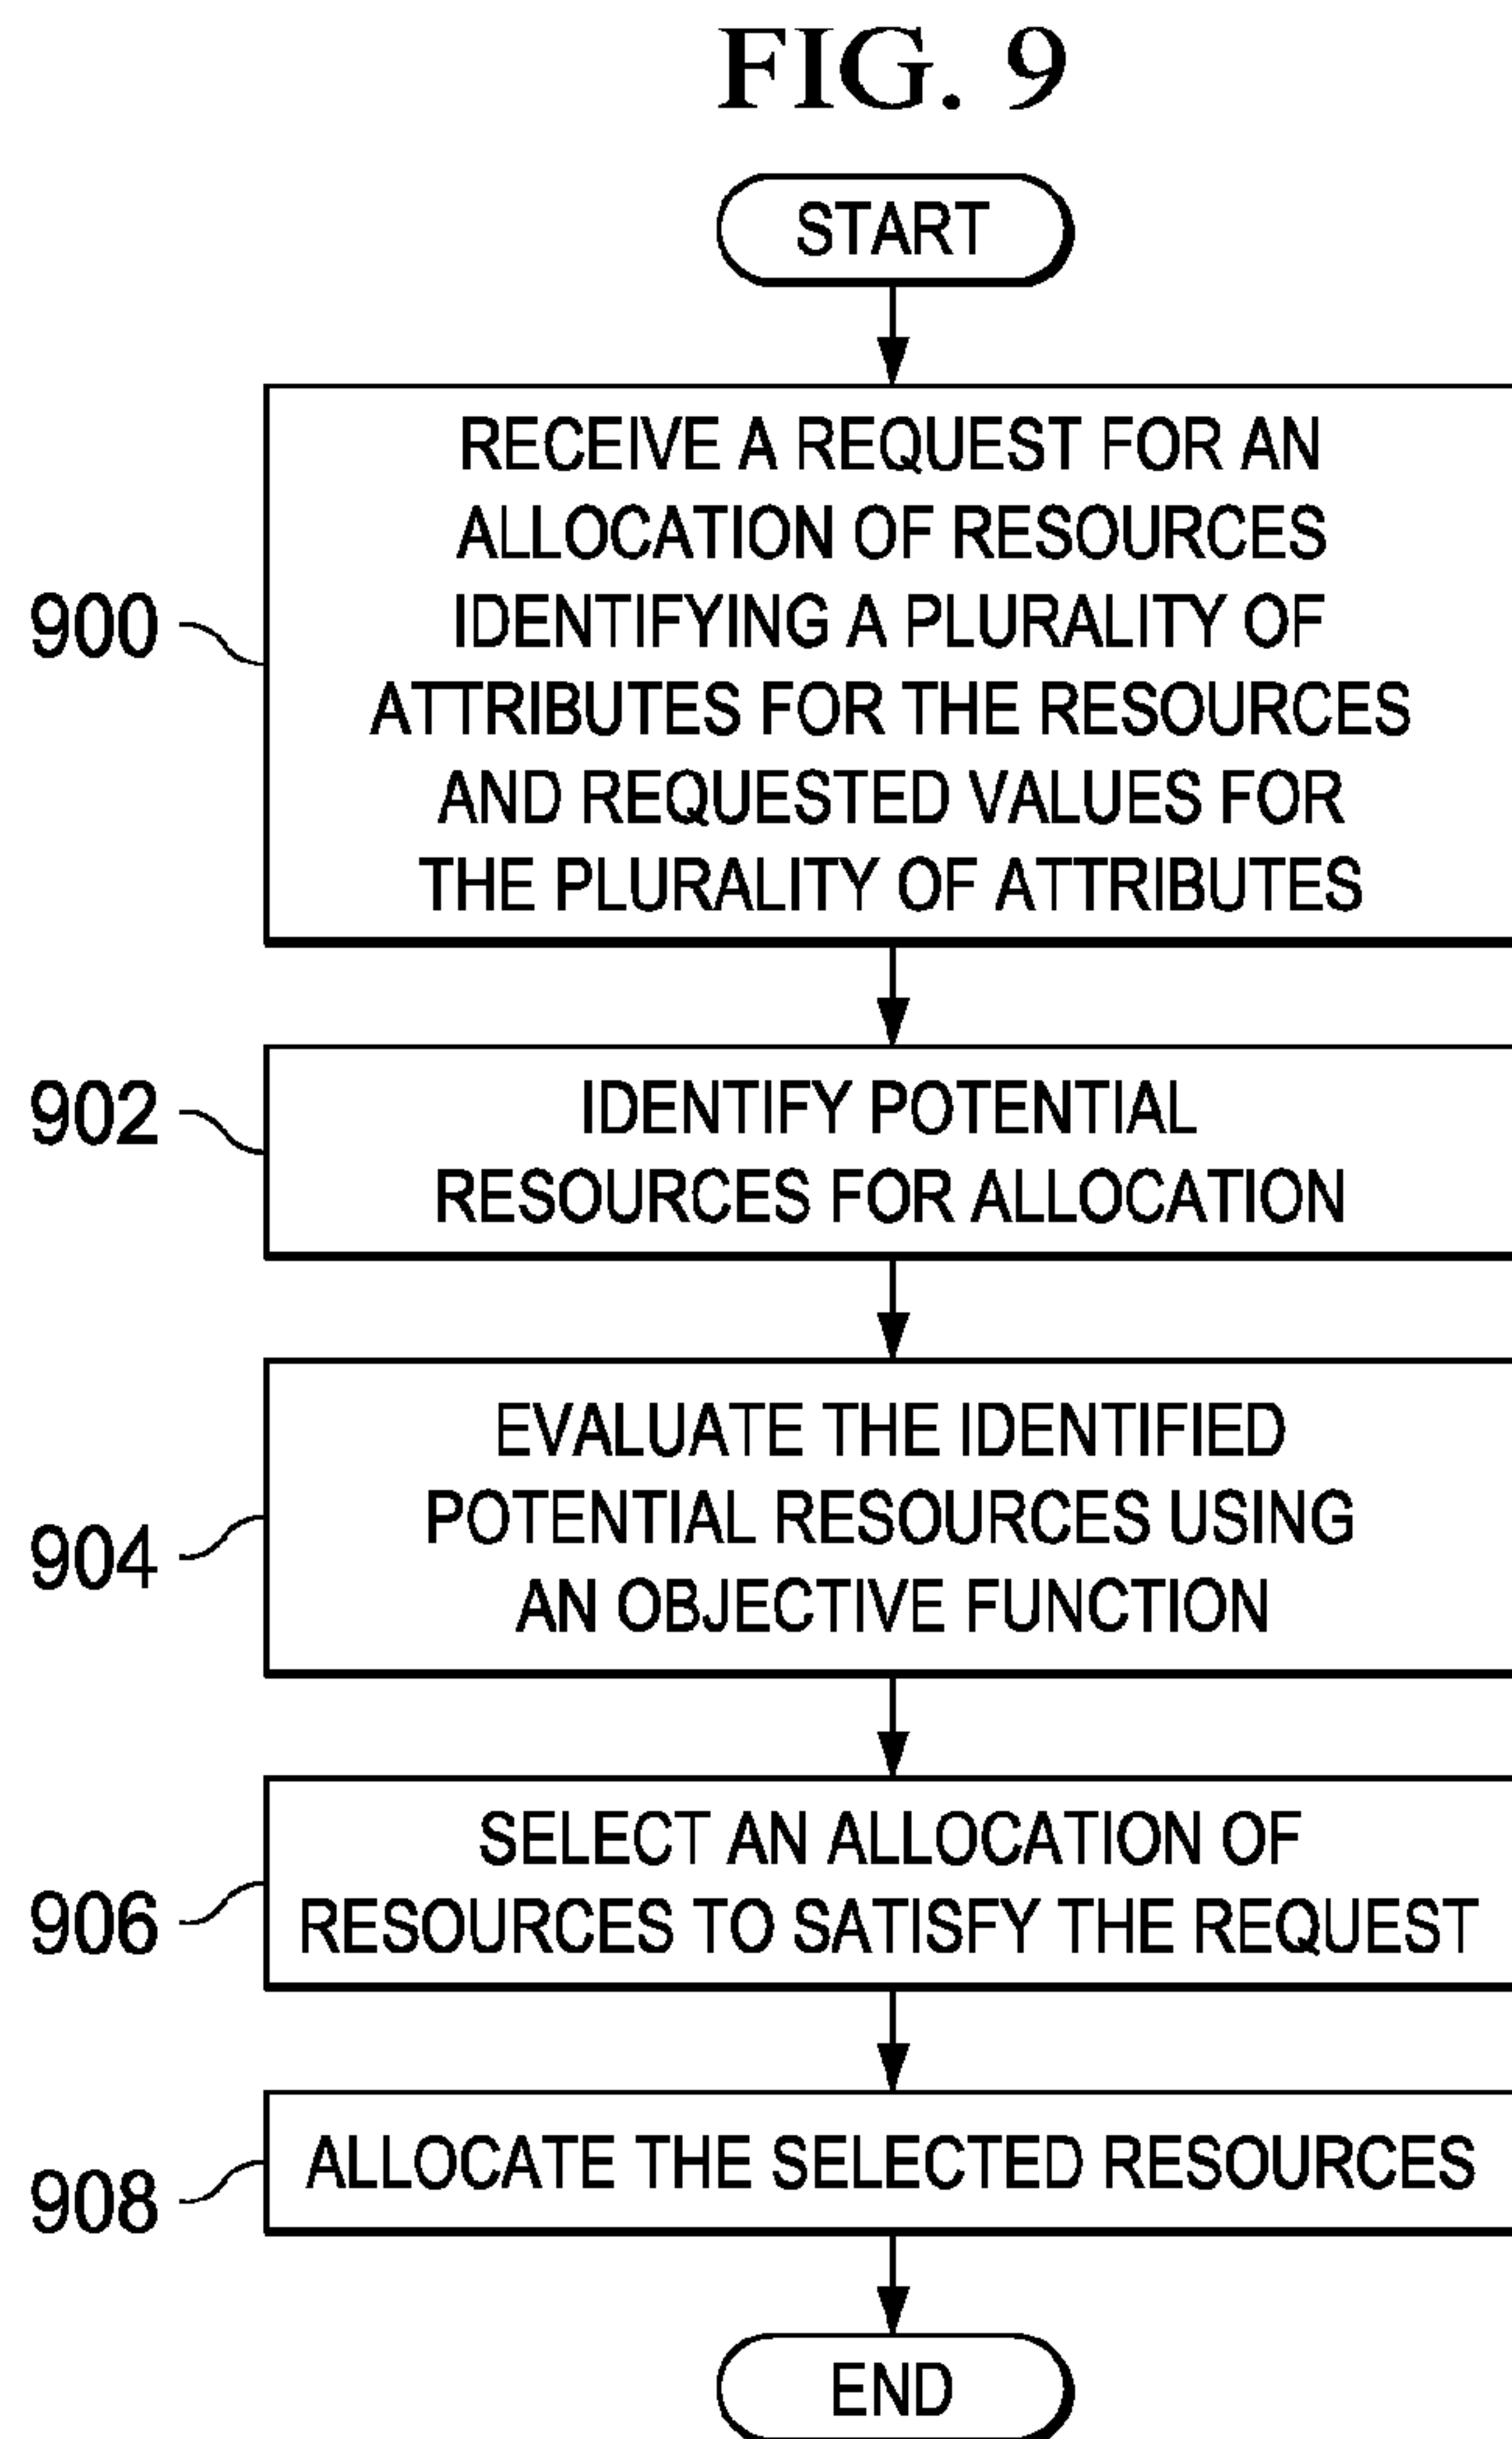 FIG. 9
START
900
RECEIVE A REQUEST FOR AN
ALLOCATION OF RESOURCES
IDENTIFYING A PLURALITY OF
ATTRIBUTES FOR THE RESOURCES
AND REQUESTED VALUES FOR
THE PLURALITY OF ATTRIBUTES
902
IDENTIFY POTENTIAL
RESOURCES FOR ALLOCATION
904
EVALUATE THE IDENTIFIED
POTENTIAL RESOURCES USING
AN OBJECTIVE FUNCTION
906
SELECT AN ALLOCATION OF
RESOURCES TO SATISFY THE REQUEST
908
ALLOCATE THE SELECTED RESOURCES
END